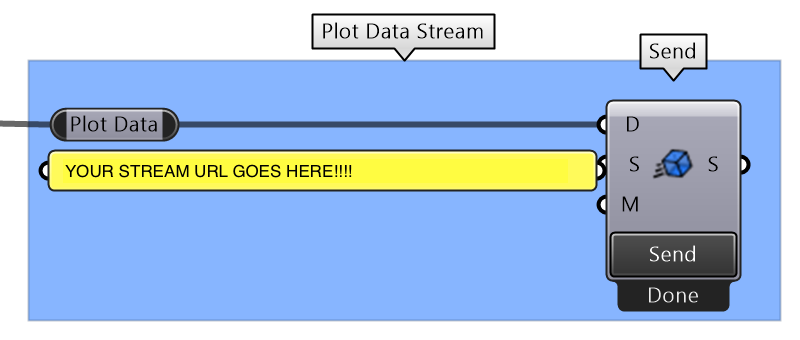 Plot Data Stream
Send
Plot Data
D
YOUR STREAM URL GOES HERE!!!!
S S
M
Send
Done